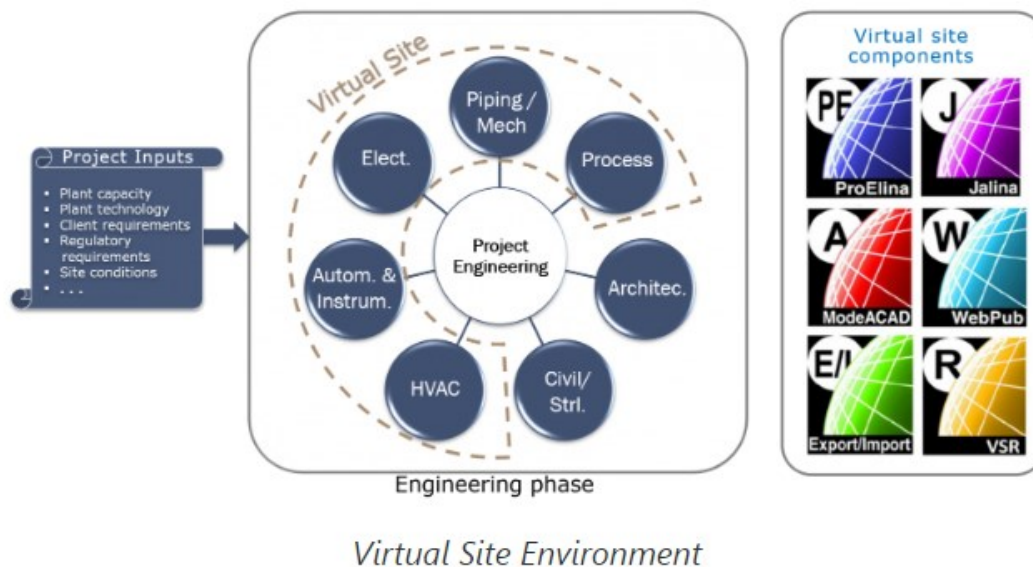 Project Inputs
▪ Plant capacity
▪ Plant technology
▪ Client requirements
▪ Regulatory
requirements
▪ Site conditions
▪ . . .
Virtual Site
Piping /
Mech
Process
Elect.
Project
Engineering
Autom. &
Instrum.
Architec.
HVAC
Civil/
Strl.
Engineering phase
Virtual site
components
PE
ProElina
J
Jalina
A
ModeACAD
W
WebPub
E/I
Export/Import
R
VSR
Virtual Site Environment